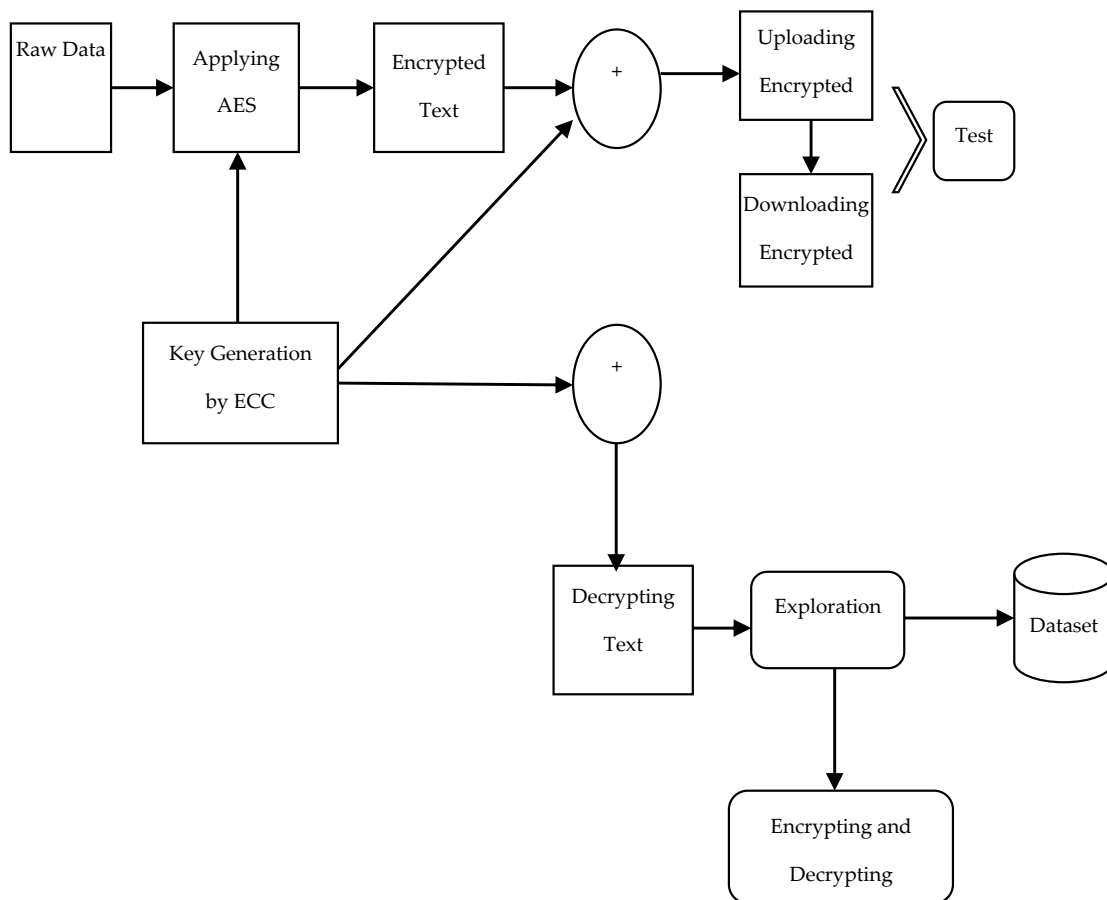 Raw Data
Applying
AES
Encrypted
Text
+
Uploading
Encrypted
Test
Downloading
Encrypted
Key Generation
by ECC
+
Decrypting
Text
Exploration
Dataset
Encrypting and
Decrypting